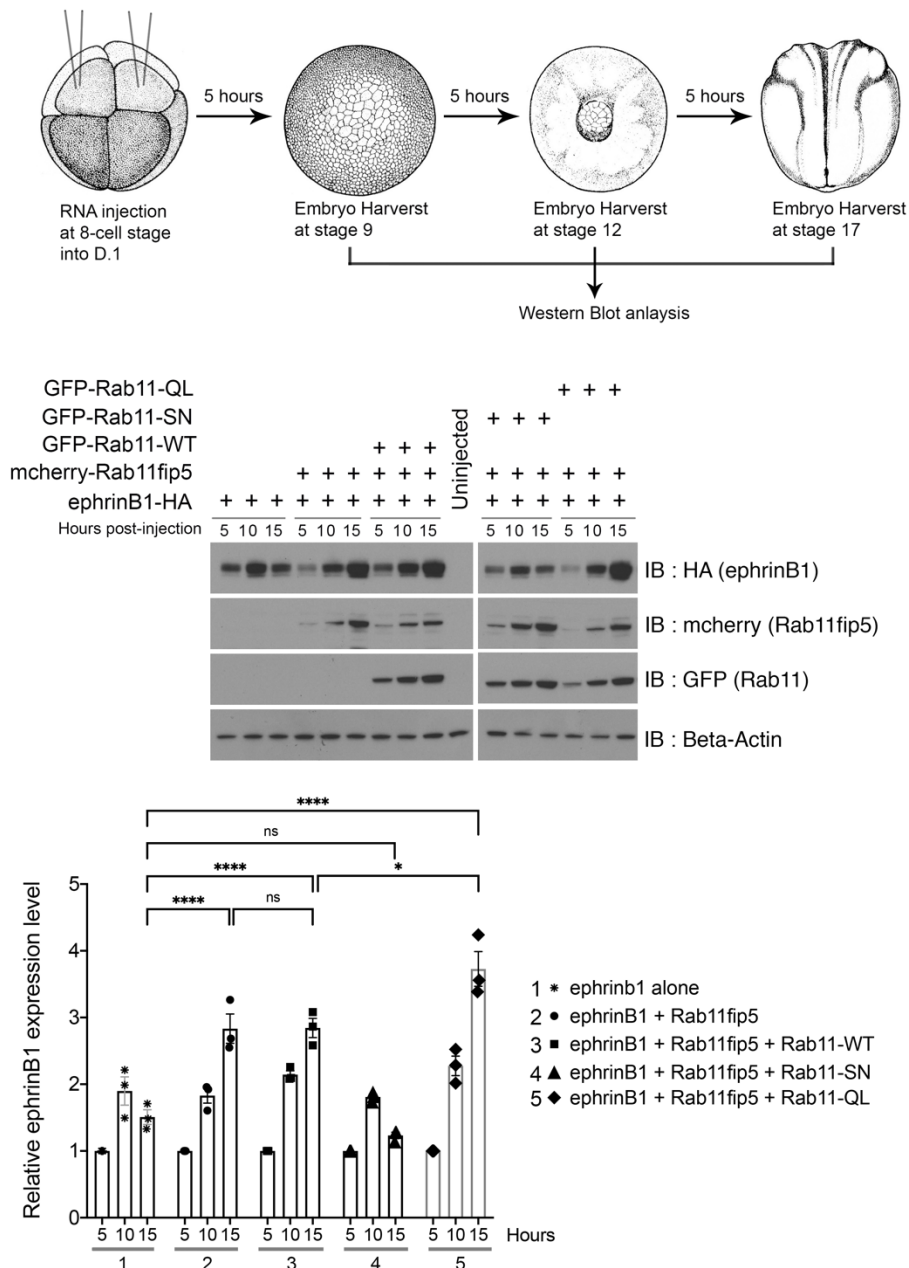 5 hours
5 hours
5 hours
RNA injection
at 8-cell stage
into D.1
Embryo Harverst
at stage 9
Embryo Harverst
at stage 12
Embryo Harverst
at stage 17
Western Blot anlaysis
GFP-Rab11-QL + + +
GFP-Rab11-SN + + +
GFP-Rab11-WT + + +
mcherry-Rab11fip5 + + + + + + + + + + + +
ephrinB1-HA + + + + + + + + + + + + + + +
Uninjected
Hours post-injection 5 10 15 5 10 15 5 10 15 5 10 15 5 10 15
IB : HA (ephrinB1)
IB : mcherry (Rab11fip5)
IB : GFP (Rab11)
IB : Beta-Actin
****
ns
**** *
**** ns
Relative ephrinB1 expression level
5
4
3
2
1
0
5 10 15 5 10 15 5 10 15 5 10 15 5 10 15 Hours
1 2 3 4 5
1 ephrinb1 alone
2 ephrinB1 + Rab11fip5
3 ephrinB1 + Rab11fip5 + Rab11-WT
4 ephrinB1 + Rab11fip5 + Rab11-SN
5 ephrinB1 + Rab11fip5 + Rab11-QL